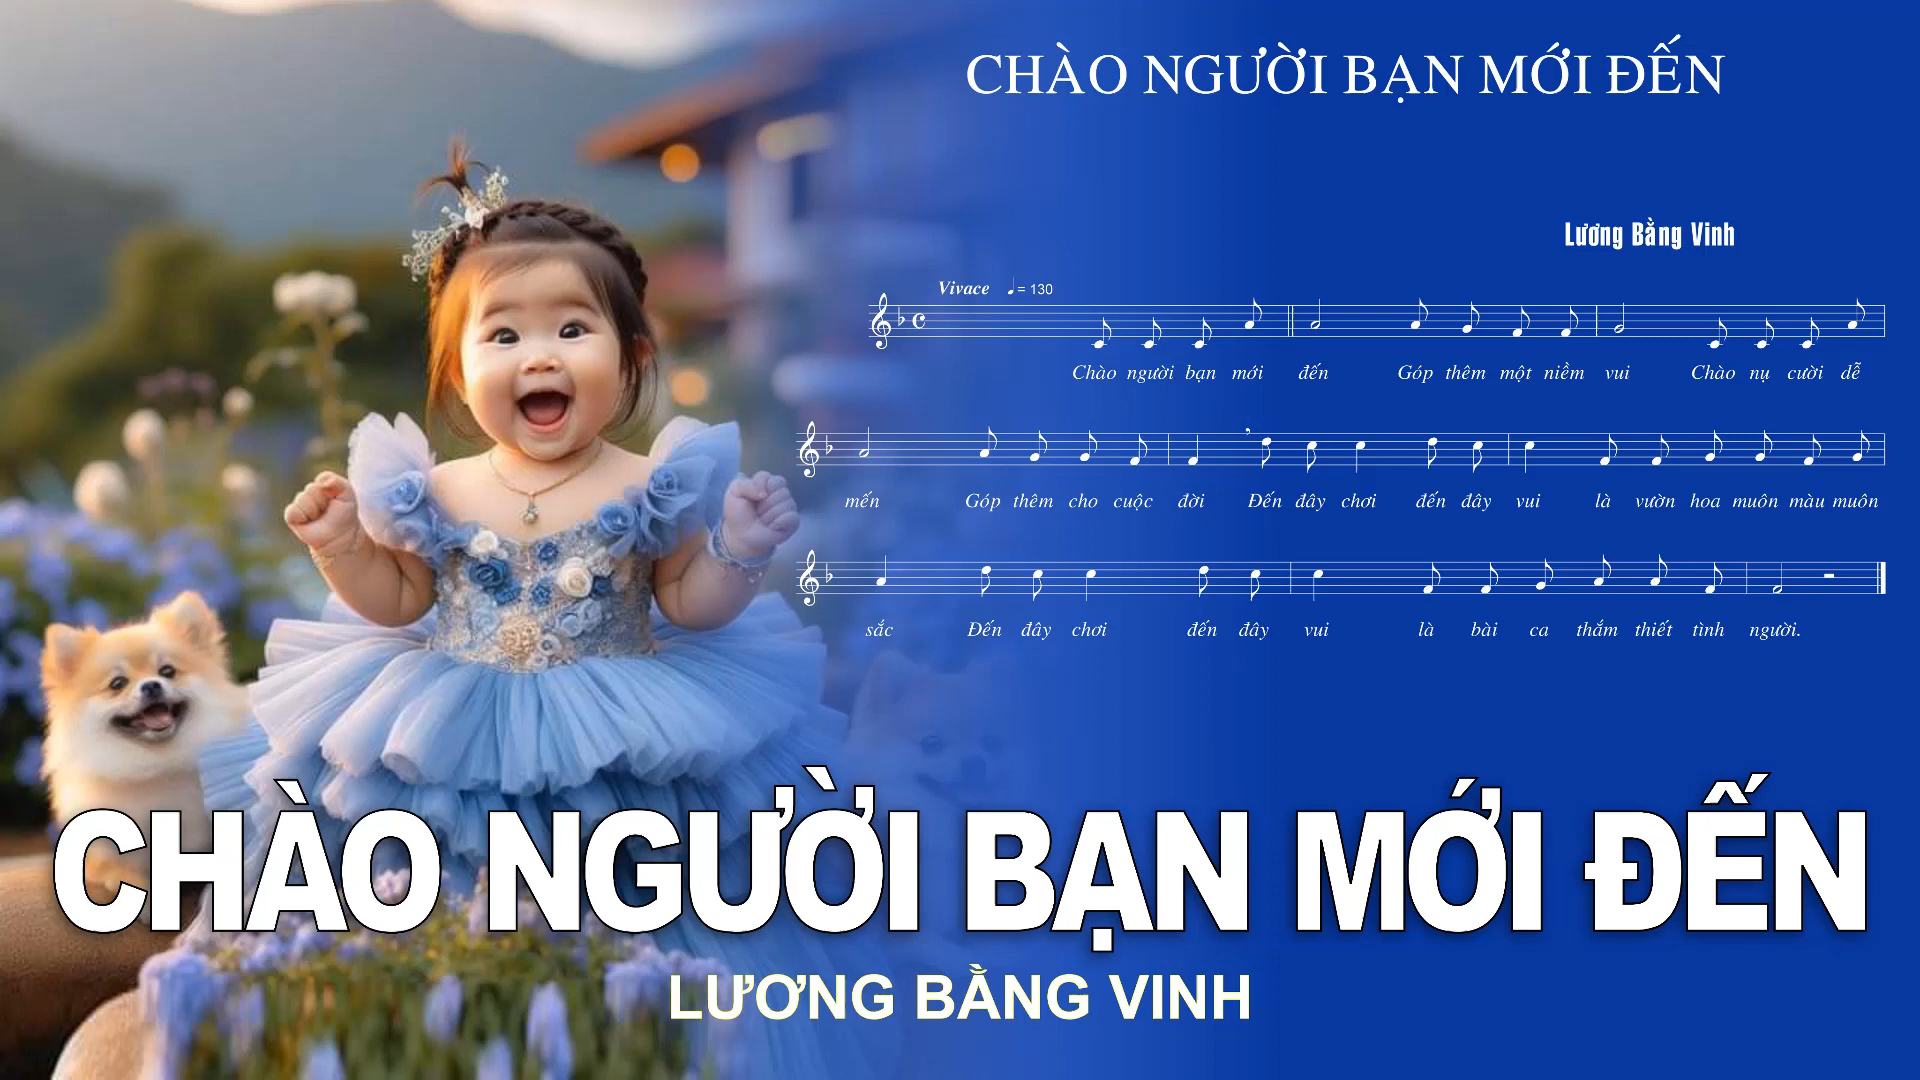 CHÀO NGƯỜI BẠN MỚI ĐẾN
Lương Bằng Vinh
Vivace = 130
Chào người bạn mới đến Góp thêm một niềm vui Chào nụ cười dễ
mến Góp thêm cho cuộc đời Đến đây chơi đến đây vui là vườn hoa muôn màu muôn
sắc Đến đây chơi đến đây vui là bài ca thắm thiết tình người.
CHÀO NGƯỜI BẠN MỚI ĐẾN
LƯƠNG BẰNG VINH